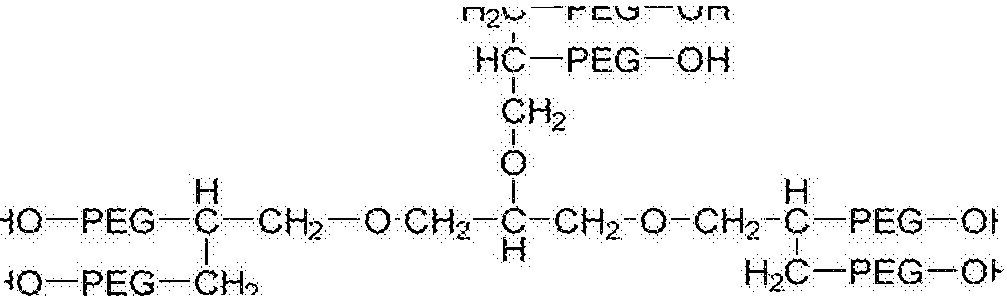 H₂C—PEG—OH
HC—PEG—OH
CH₂
O
H H
HO—PEG—C—CH₂—O—CH₂—C—CH₂—O—CH₂—C—PEG—OH
H
HO—PEG—CH₂ H₂C—PEG—OH